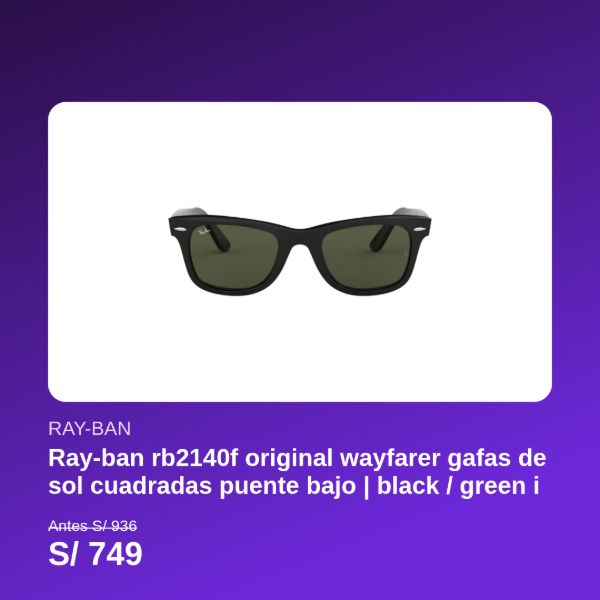 RAY-BAN
Ray-ban rb2140f original wayfarer gafas de
sol cuadradas puente bajo | black / green i
Antes S/ 936
S/ 749